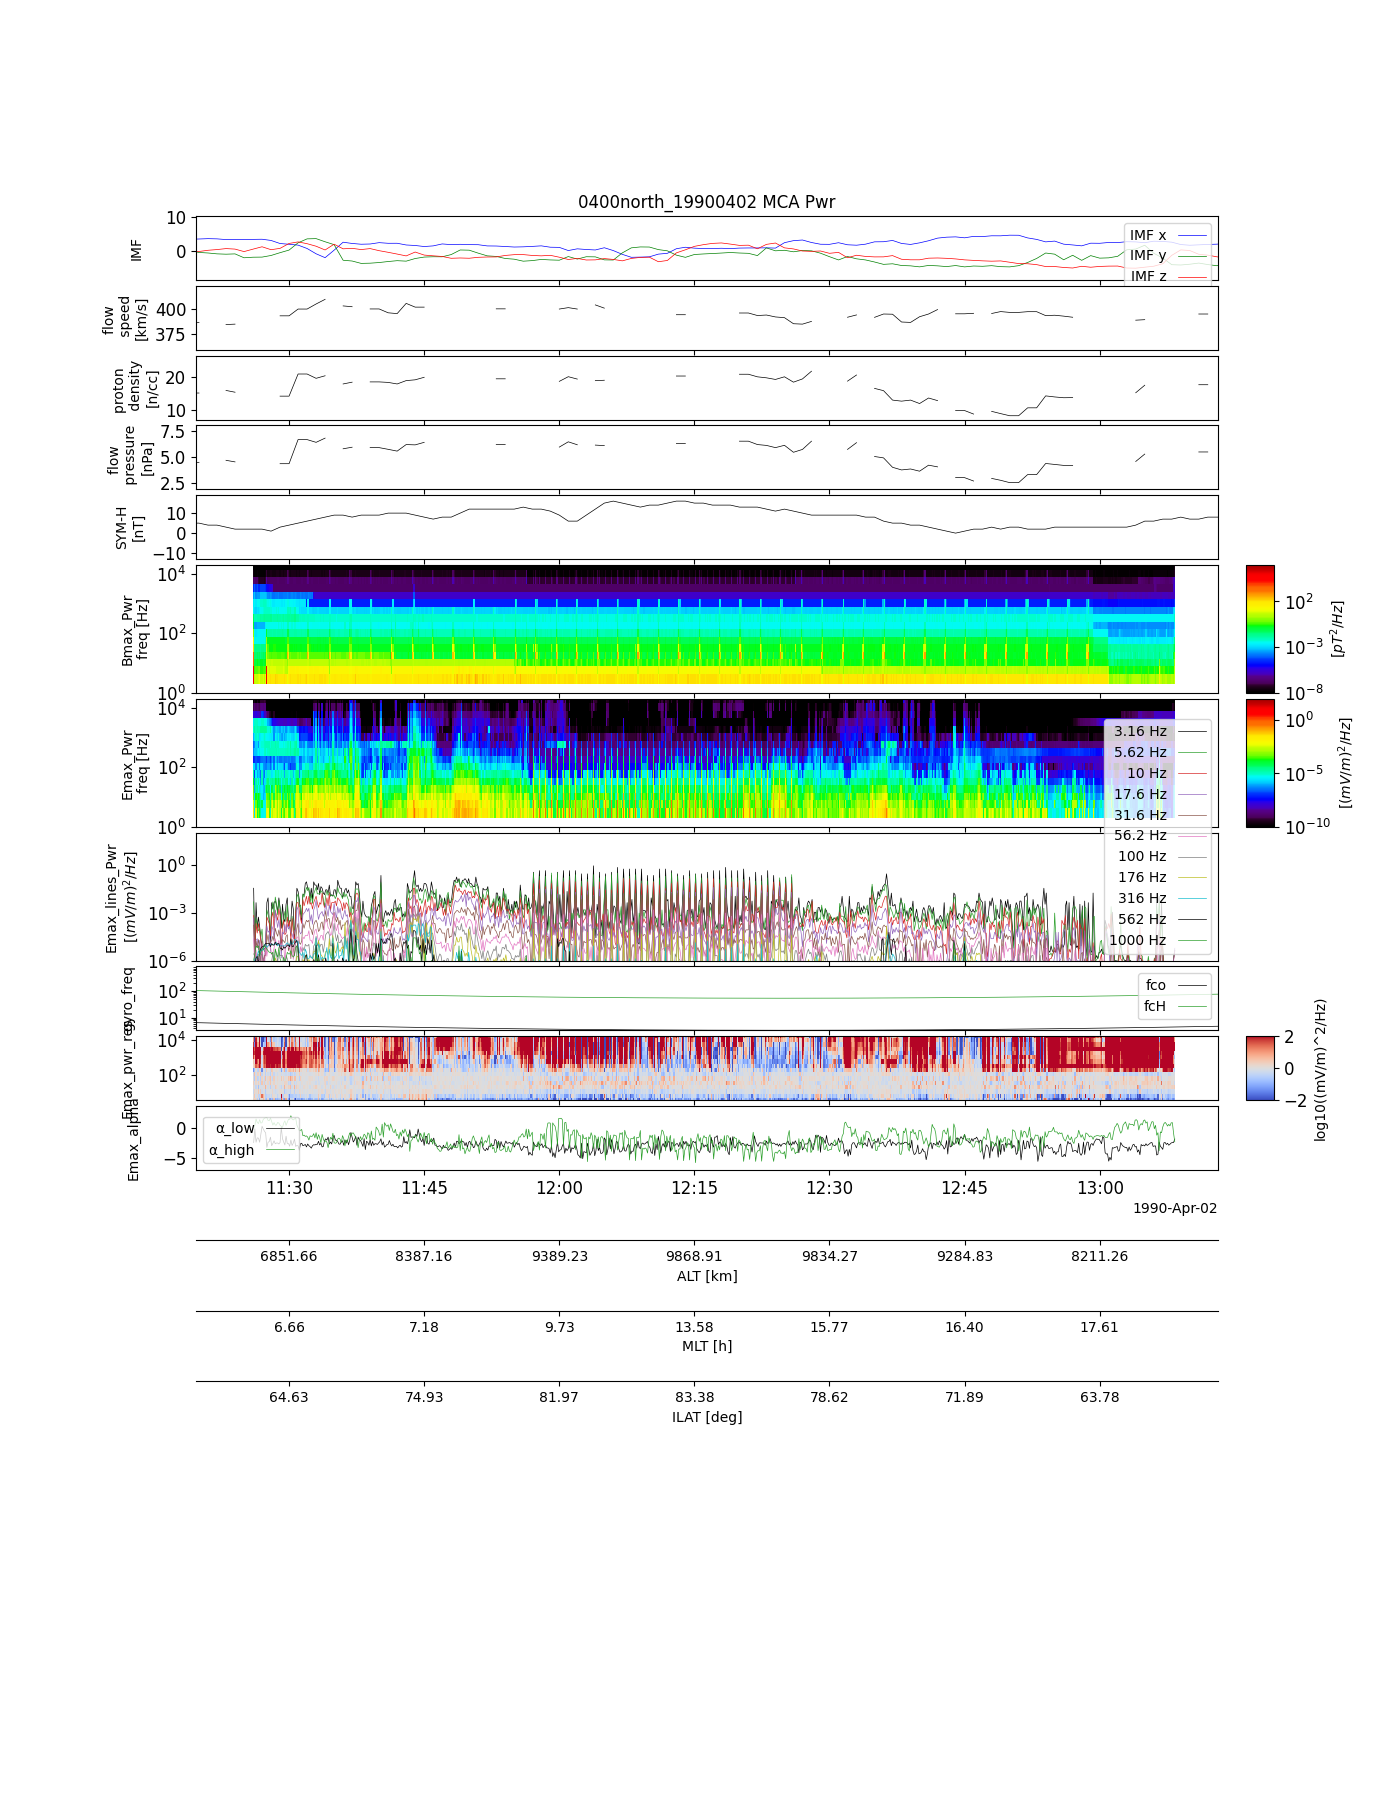 0400north_19900402 MCA Pwr
10
0
IMF
IMF x
IMF y
IMF z
400
375
flow
speed
[km/s]
20
10
proton
density
[n/cc]
7.5
5.0
2.5
flow
pressure
[nPa]
10
0
−10
SYM-H
[nT]
10^4
10^2
10^0
Bmax_Pwr
freq [Hz]
10^2
10^-3
10^-8
[pT^2/Hz]
10^4
10^2
10^0
Emax_Pwr
freq [Hz]
10^0
10^-5
10^-10
[(mV/m)^2/Hz]
3.16 Hz
5.62 Hz
10 Hz
17.6 Hz
31.6 Hz
56.2 Hz
100 Hz
176 Hz
316 Hz
562 Hz
1000 Hz
10^0
10^-3
10^-6
Emax_lines_Pwr
[(mV/m)^2/Hz]
10^2
10^1
gyro_freq
fco
fcH
10^4
10^2
Emax_pwr_reg
2
0
−2
log10((mV/m)^2/Hz)
0
−5
Emax_alpha
α_low
α_high
11:30 11:45 12:00 12:15 12:30 12:45 13:00
1990-Apr-02
6851.66 8387.16 9389.23 9868.91 9834.27 9284.83 8211.26
ALT [km]
6.66 7.18 9.73 13.58 15.77 16.40 17.61
MLT [h]
64.63 74.93 81.97 83.38 78.62 71.89 63.78
ILAT [deg]